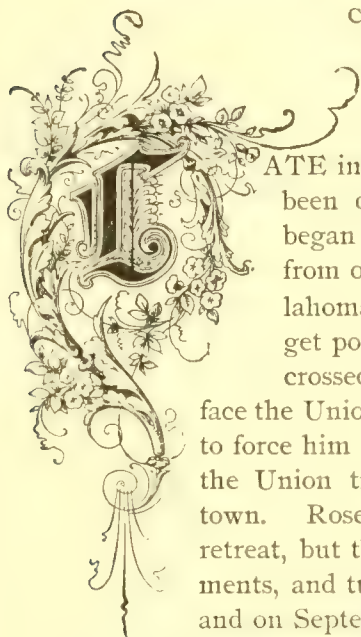 LATE in
been o
began
from o
lahoma
get po
crossed
face the Unio
to force him
the Union t
town. Rose
retreat, but t
ments, and tu
and on Septe